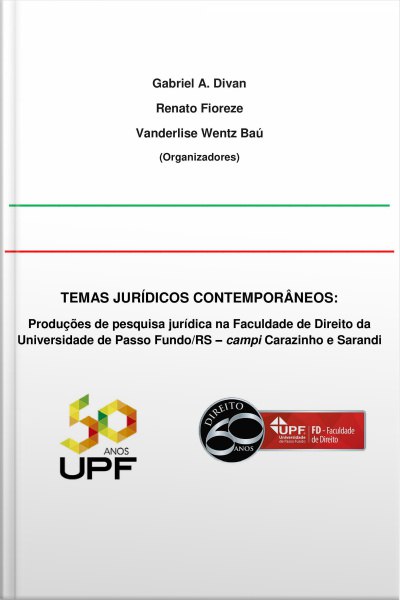 Gabriel A. Divan
Renato Fioreze
Vanderlise Wentz Baú
(Organizadores)
TEMAS JURÍDICOS CONTEMPORÂNEOS:
Produções de pesquisa jurídica na Faculdade de Direito da
Universidade de Passo Fundo/RS – campi Carazinho e Sarandi
50
ANOS
UPF
DIREITO
60
ANOS
UPF
Universidade
de Passo Fundo
FD - Faculdade
de Direito